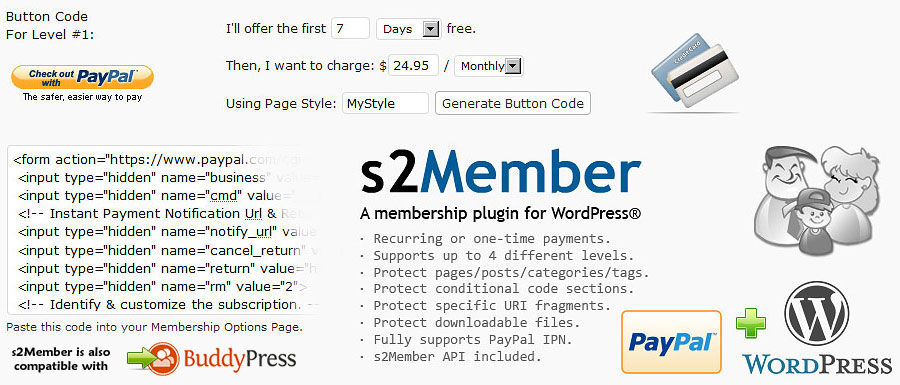 Button Code
For Level #1:
I'll offer the first 7 Days free.
Then, I want to charge: $ 24.95 / Monthly
Using Page Style: MyStyle Generate Button Code
Check out with PayPal
The safer, easier way to pay
Credit Card
<form action="https://www.paypal.com/cgi
<input type="hidden" name="business" value=
<input type="hidden" name="cmd" value="
<!-- Instant Payment Notification Url & Re
<input type="hidden" name="notify_url" va
<input type="hidden" name="cancel_return" v
<input type="hidden" name="return" value="h
<input type="hidden" name="rm" value="2">
<!-- Identify & customize the subscription. --
Paste this code into your Membership Options Page.
s2Member is also
compatible with
BuddyPress
s2Member
A membership plugin for WordPress®
· Recurring or one-time payments.
· Supports up to 4 different levels.
· Protect pages/posts/categories/tags.
· Protect conditional code sections.
· Protect specific URI fragments.
· Protect downloadable files.
· Fully supports PayPal IPN.
· s2Member API included.
PayPal
WORDPRESS